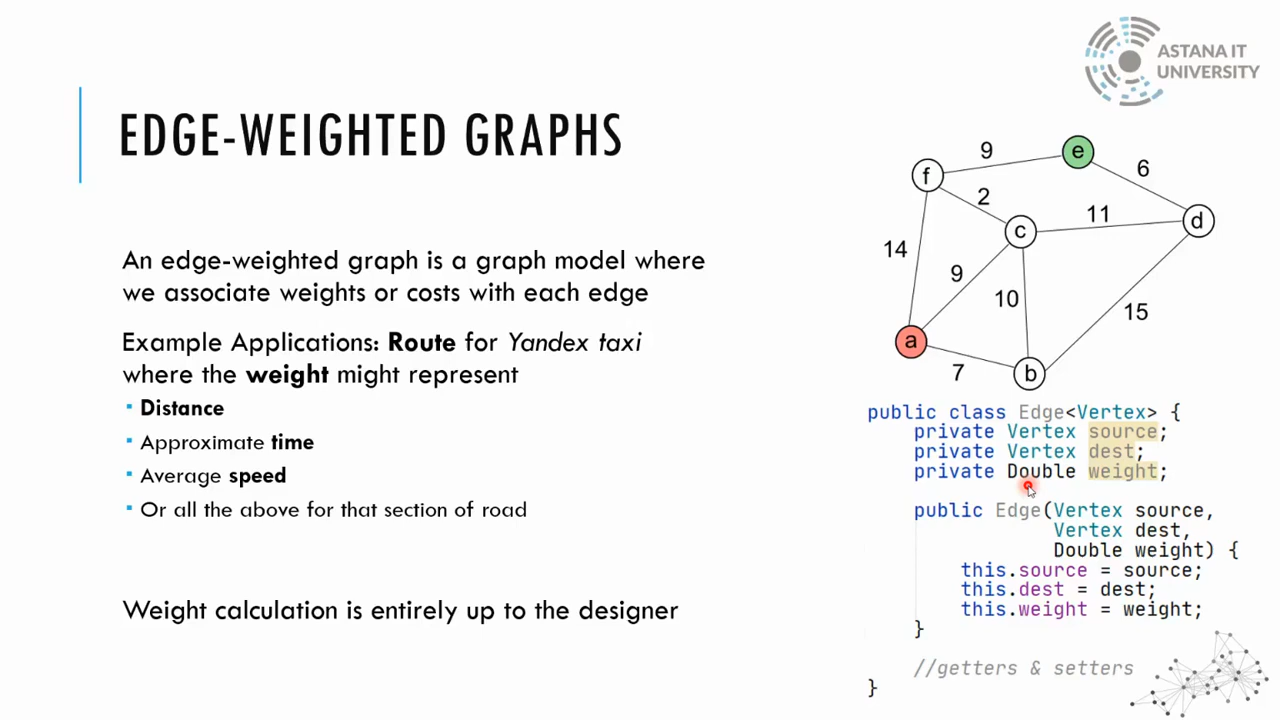 ASTANA IT
UNIVERSITY
EDGE-WEIGHTED GRAPHS
An edge-weighted graph is a graph model where
we associate weights or costs with each edge
Example Applications: Route for Yandex taxi
where the weight might represent
Distance
Approximate time
Average speed
Or all the above for that section of road
Weight calculation is entirely up to the designer
9
e
6
f
2
11
d
c
14
9
10
15
a
7
b
public class Edge<Vertex> {
private Vertex source;
private Vertex dest;
private Double weight;
public Edge(Vertex source,
Vertex dest,
Double weight) {
this.source = source;
this.dest = dest;
this.weight = weight;
}
//getters & setters
}